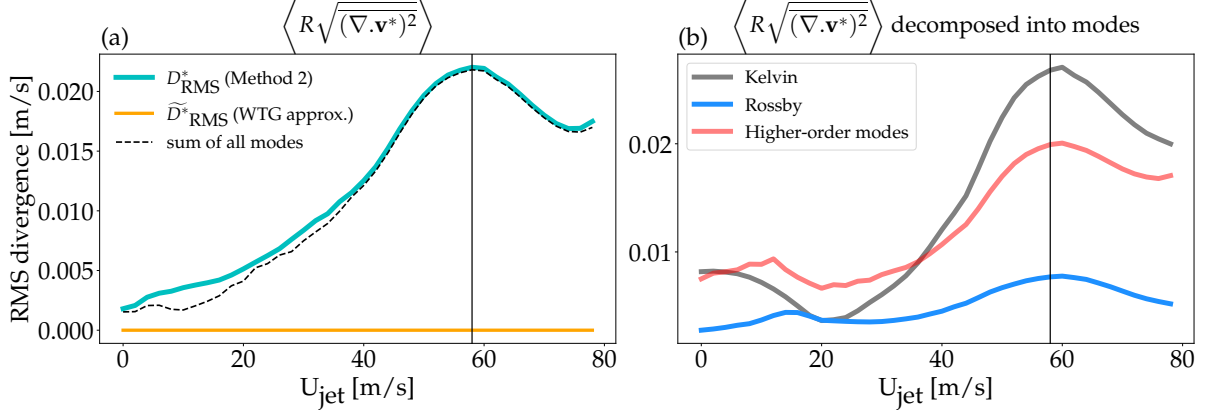 ⟨R√(∇.v*)²⟩
⟨R√(∇.v*)²⟩ decomposed into modes
(a)
D*RMS (Method 2)
D̃*RMS (WTG approx.)
sum of all modes
RMS divergence [m/s]
0.020
0.015
0.010
0.005
0.000
0
20
40
60
80
Ujet [m/s]
(b)
Kelvin
Rossby
Higher-order modes
0.02
0.01
0
20
40
60
80
Ujet [m/s]